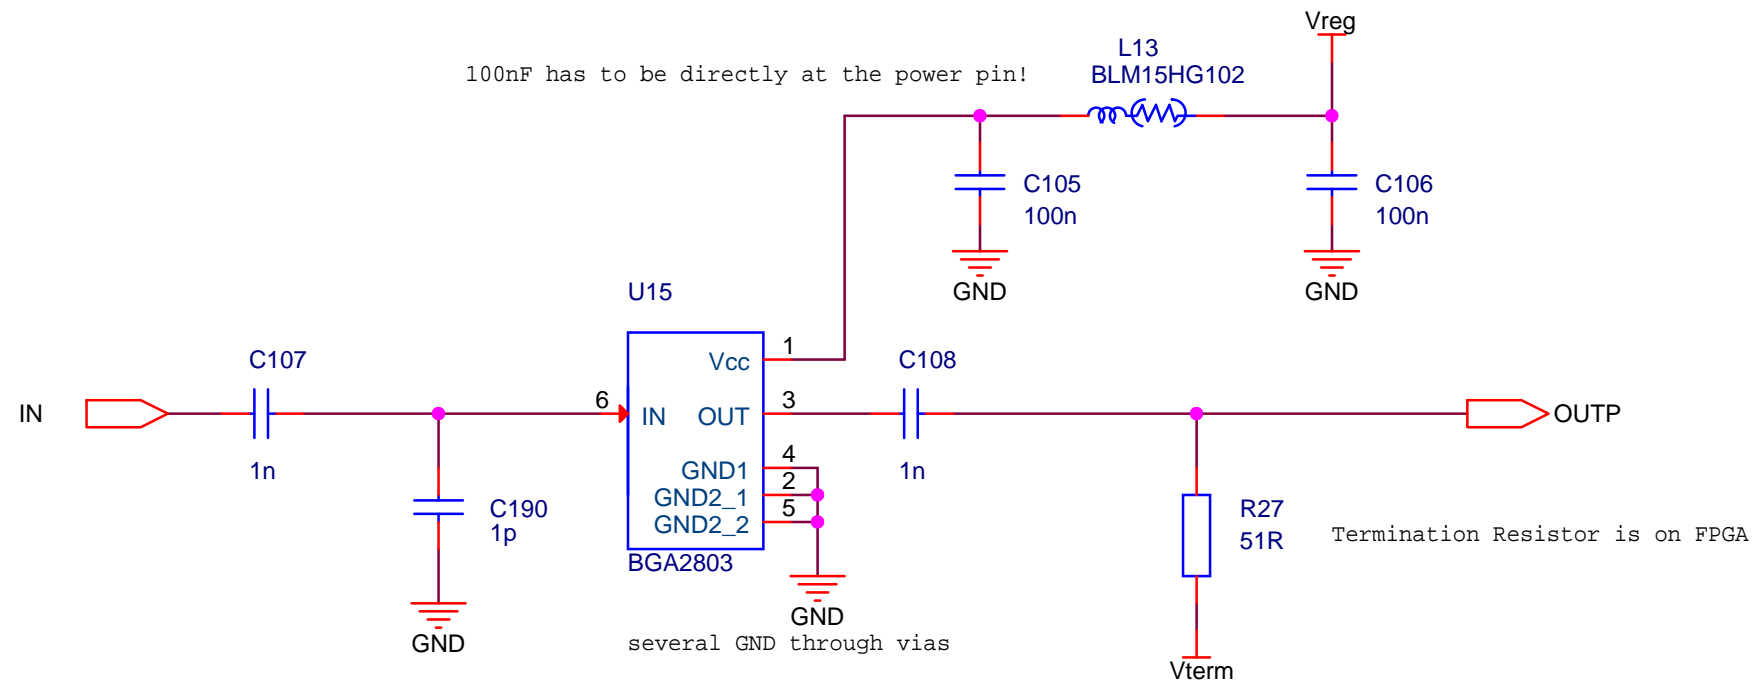 Vreg
L13
BLM15HG102
100nF has to be directly at the power pin!
C105
100n
C106
100n
GND
GND
U15
C107
1
Vcc
C108
IN
6
IN
OUT
3
OUTP
1n
1n
GND1
4
GND2_1
2
GND2_2
5
C190
1p
BGA2803
R27
51R
Termination Resistor is on FPGA
GND
GND
several GND through vias
Vterm